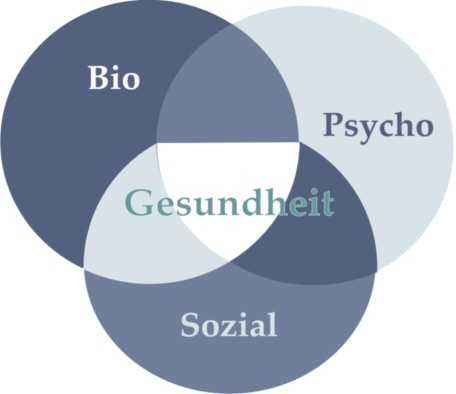 Bio
Psycho
Gesundheit
Sozial